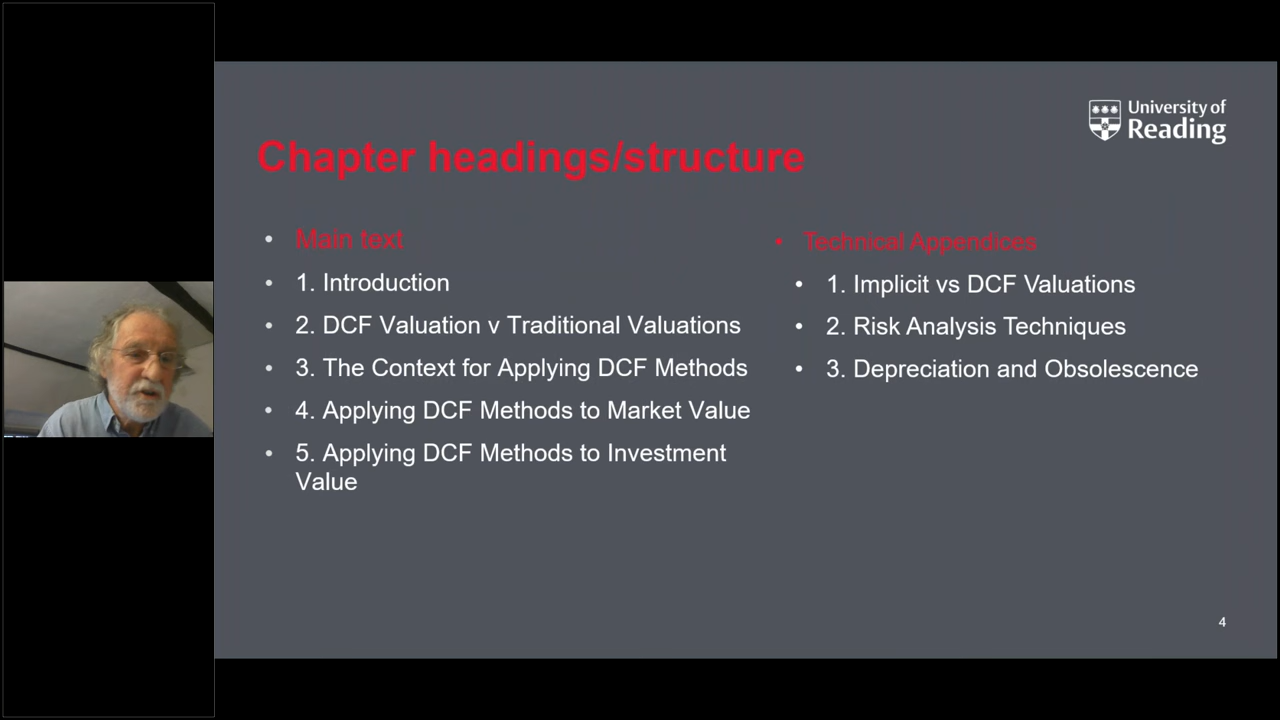 University of
Reading
Chapter headings/structure
• Main text
• 1. Introduction
• 2. DCF Valuation v Traditional Valuations
• 3. The Context for Applying DCF Methods
• 4. Applying DCF Methods to Market Value
• 5. Applying DCF Methods to Investment
Value
• Technical Appendices
• 1. Implicit vs DCF Valuations
• 2. Risk Analysis Techniques
• 3. Depreciation and Obsolescence
4